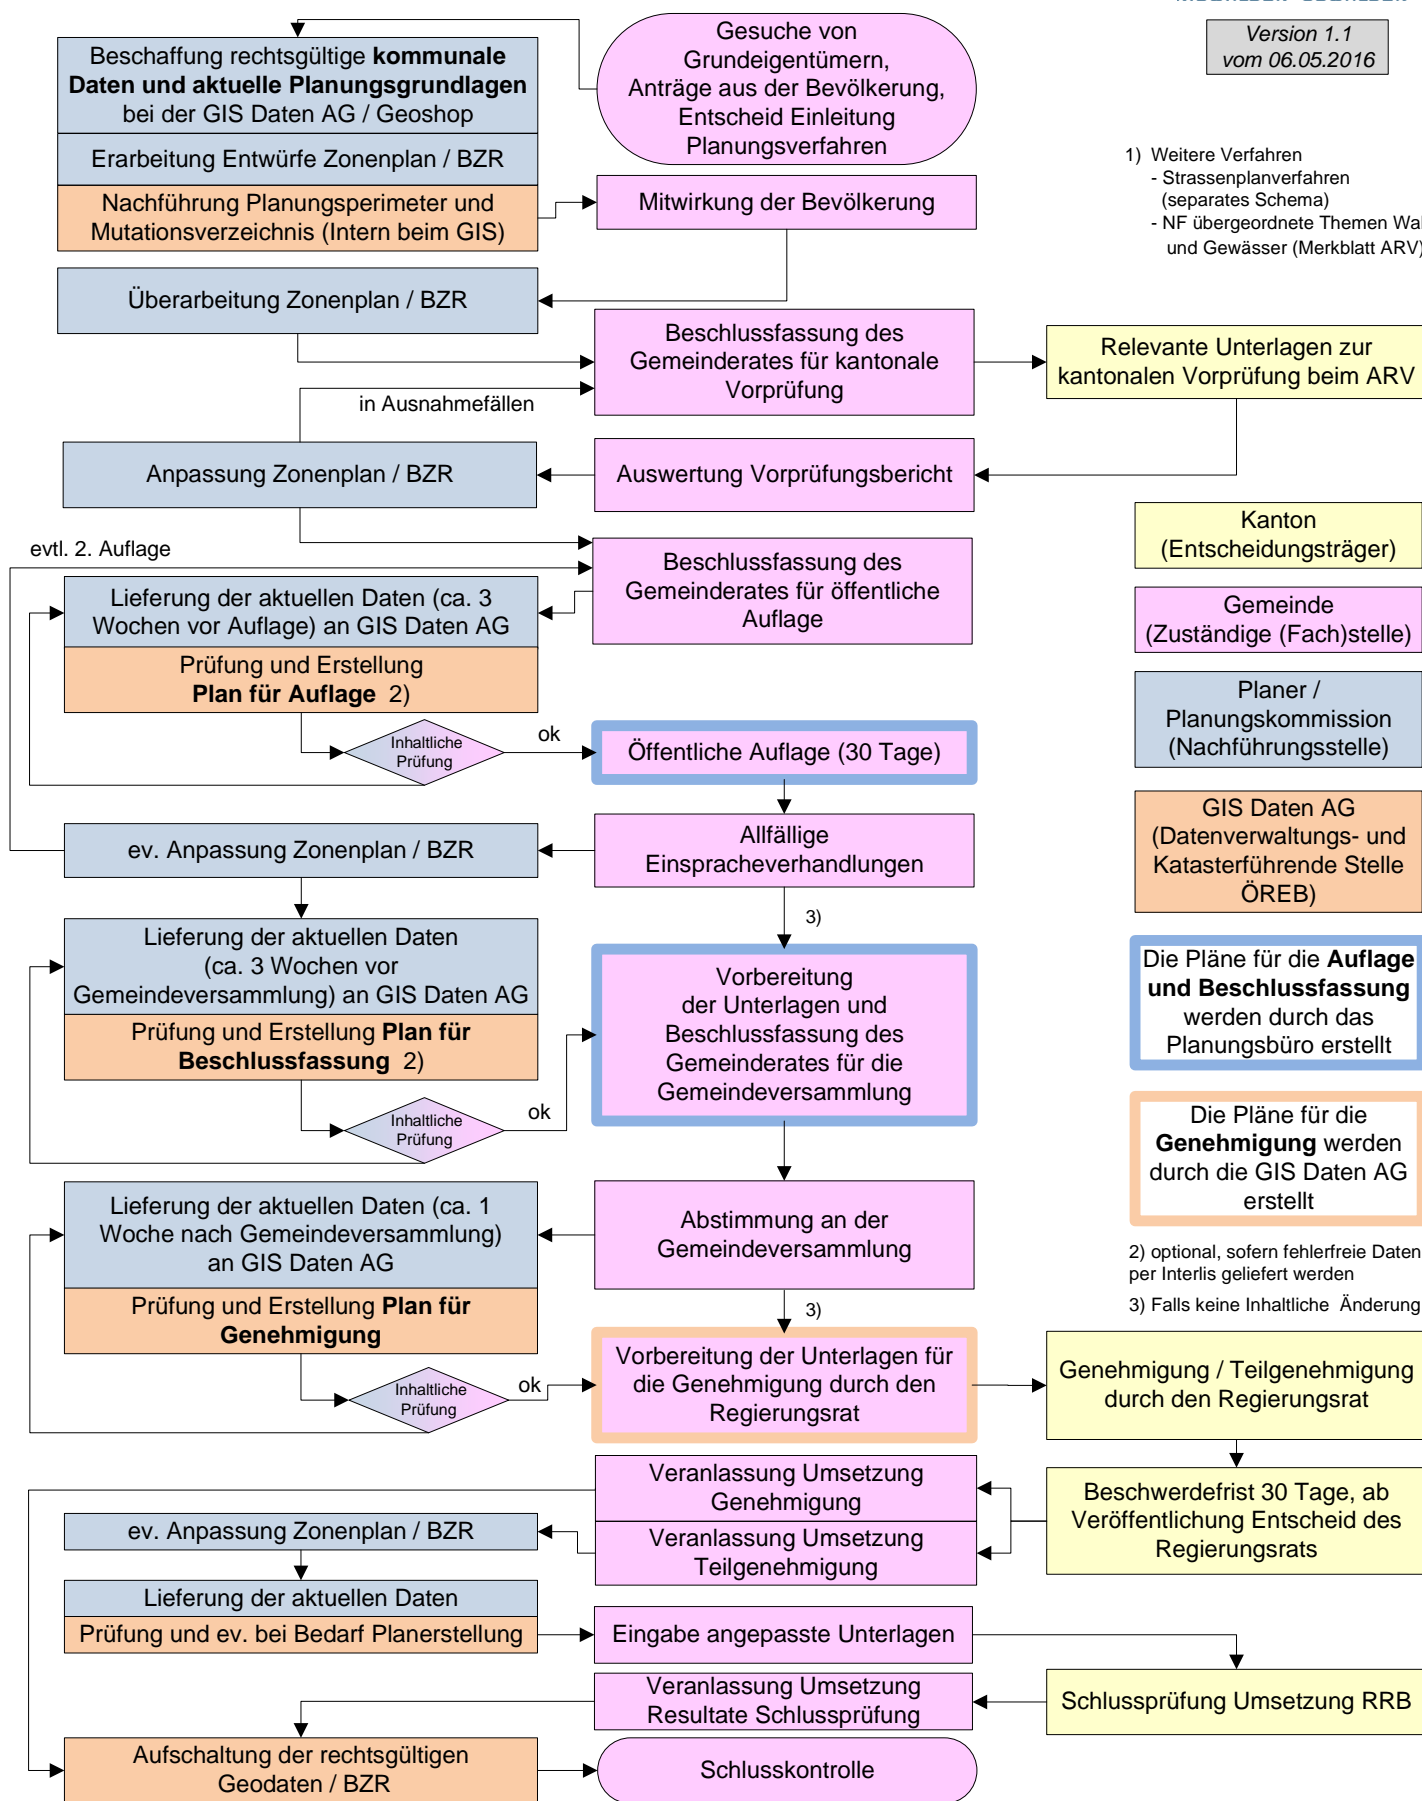 Version 1.1
vom 06.05.2016
Gesuche von
Grundeigentümern,
Anträge aus der Bevölkerung,
Entscheid Einleitung
Planungsverfahren
Beschaffung rechtsgültige kommunale
Daten und aktuelle Planungsgrundlagen
bei der GIS Daten AG / Geoshop
Erarbeitung Entwürfe Zonenplan / BZR
Nachführung Planungsperimeter und
Mutationsverzeichnis (Intern beim GIS)
Mitwirkung der Bevölkerung
1) Weitere Verfahren
- Strassenplanverfahren
(separates Schema)
- NF übergeordnete Themen
und Gewässer (Merkblatt ARV)
Überarbeitung Zonenplan / BZR
Beschlussfassung des
Gemeinderates für kantonale
Vorprüfung
Relevante Unterlagen zur
kantonalen Vorprüfung beim ARV
in Ausnahmefällen
Anpassung Zonenplan / BZR
Auswertung Vorprüfungsbericht
evtl. 2. Auflage
Beschlussfassung des
Gemeinderates für öffentliche
Auflage
Lieferung der aktuellen Daten (ca. 3
Wochen vor Auflage) an GIS Daten AG
Prüfung und Erstellung
Plan für Auflage 2)
Inhaltliche
Prüfung
ok
Öffentliche Auflage (30 Tage)
Allfällige
Einspracheverhandlungen
ev. Anpassung Zonenplan / BZR
3)
Lieferung der aktuellen Daten
(ca. 3 Wochen vor
Gemeindeversammlung) an GIS Daten AG
Prüfung und Erstellung Plan für
Beschlussfassung 2)
Inhaltliche
Prüfung
ok
Vorbereitung
der Unterlagen und
Beschlussfassung des
Gemeinderates für die
Gemeindeversammlung
Kanton
(Entscheidungsträger)
Gemeinde
(Zuständige (Fach)stelle)
Planer /
Planungskommission
(Nachführungsstelle)
GIS Daten AG
(Datenverwaltungs- und
Katasterführende Stelle
ÖREB)
Die Pläne für die Auflage
und Beschlussfassung
werden durch das
Planungsbüro erstellt
Die Pläne für die
Genehmigung werden
durch die GIS Daten AG
erstellt
2) optional, sofern fehlerfreie Daten
per Interlis geliefert werden
3) Falls keine Inhaltliche Änderung
Lieferung der aktuellen Daten (ca. 1
Woche nach Gemeindeversammlung)
an GIS Daten AG
Prüfung und Erstellung Plan für
Genehmigung
Inhaltliche
Prüfung
ok
Abstimmung an der
Gemeindeversammlung
3)
Vorbereitung der Unterlagen für
die Genehmigung durch den
Regierungsrat
Genehmigung / Teilgenehmigung
durch den Regierungsrat
Beschwerdefrist 30 Tage, ab
Veröffentlichung Entscheid des
Regierungsrats
Veranlassung Umsetzung
Genehmigung
Veranlassung Umsetzung
Teilgenehmigung
ev. Anpassung Zonenplan / BZR
Lieferung der aktuellen Daten
Prüfung und ev. bei Bedarf Planerstellung
Eingabe angepasste Unterlagen
Schlussprüfung Umsetzung RRB
Veranlassung Umsetzung
Resultate Schlussprüfung
Aufschaltung der rechtsgültigen
Geodaten / BZR
Schlusskontrolle